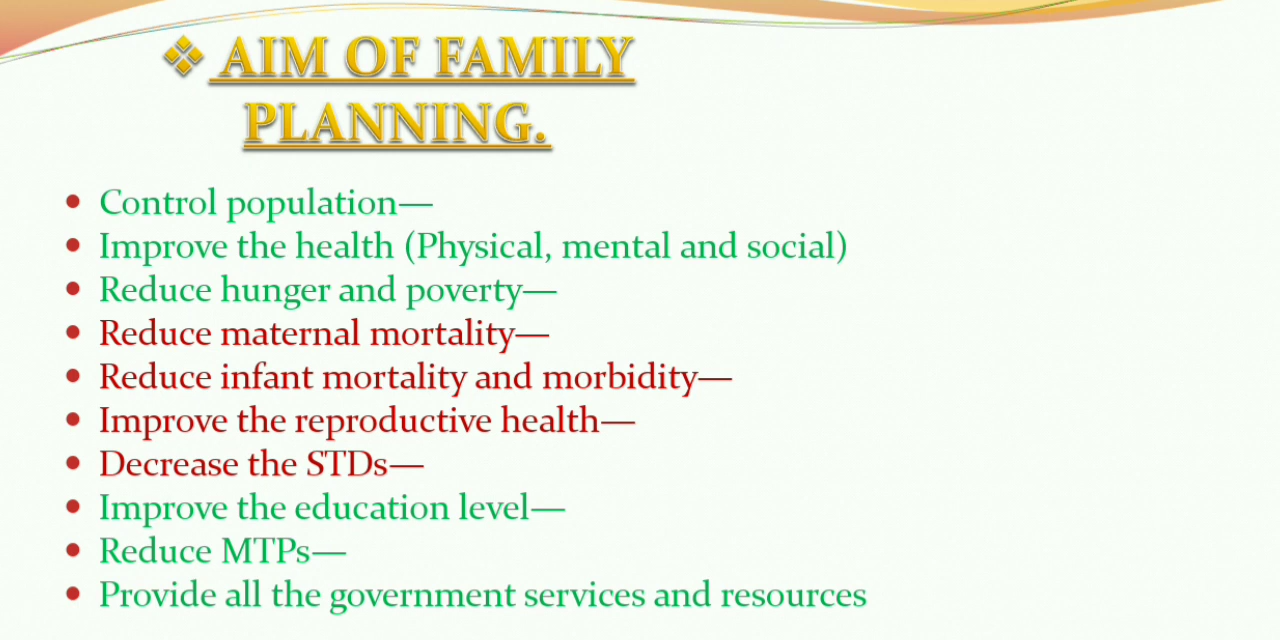 ❖ AIM OF FAMILY
PLANNING.
• Control population—
• Improve the health (Physical, mental and social)
• Reduce hunger and poverty—
• Reduce maternal mortality—
• Reduce infant mortality and morbidity—
• Improve the reproductive health—
• Decrease the STDs—
• Improve the education level—
• Reduce MTPs—
• Provide all the government services and resources